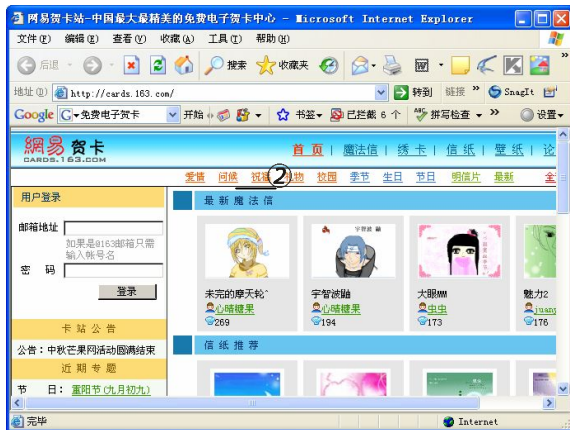 网易贺卡站-中国最大最精美的免费电子贺卡中心 - Microsoft Internet Explorer
文件(F) 编辑(E) 查看(V) 收藏(A) 工具(T) 帮助(H)
后退 搜索 收藏夹
地址(D) http://cards.163.com/ 转到 链接 » SnagIt
Google G 免费电子贺卡 开始 书签 已拦截 6 个 拼写检查 » 设置
網易 贺卡
CARDS.163.COM
首 页 | 魔法信 | 绣 卡 | 信 纸 | 壁 纸 | 论
爱情 问候 ② 校园 季节 生日 节日 明信片 最新 全
用户登录
邮箱地址
如果是@163邮箱只需
输入帐号名
密 码
登录
卡 站 公 告
公告：中秋芒果网活动圆满结束
近 期 专 题
节 日： 重阳节(九月初九)
最 新 魔 法 信
未完的摩天轮^ 宇智波鼬 大眼MM 魅力2
心晴糖果 心晴糖果 虫虫 juang
269 194 173 176
信 纸 推 荐
完毕 Internet